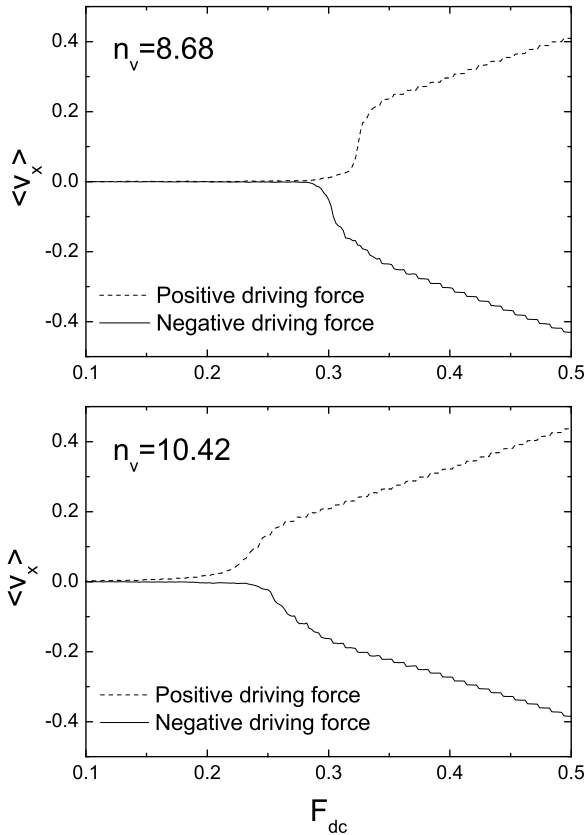 0.4
n_v=8.68
0.2
<v_x>
0.0
-0.2
Positive driving force
Negative driving force
-0.4
0.1 0.2 0.3 0.4 0.5
0.4
n_v=10.42
0.2
<v_x>
0.0
-0.2
Positive driving force
Negative driving force
-0.4
0.1 0.2 0.3 0.4 0.5
F_dc